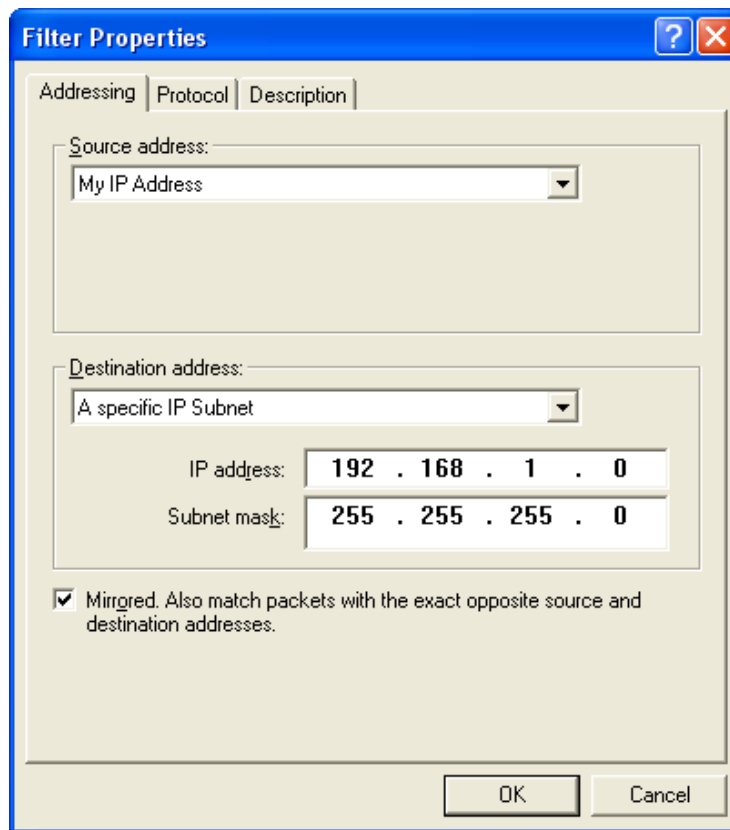 Filter Properties
Addressing Protocol Description
Source address:
My IP Address
Destination address:
A specific IP Subnet
IP address: 192 . 168 . 1 . 0
Subnet mask: 255 . 255 . 255 . 0
Mirrored. Also match packets with the exact opposite source and
destination addresses.
OK Cancel